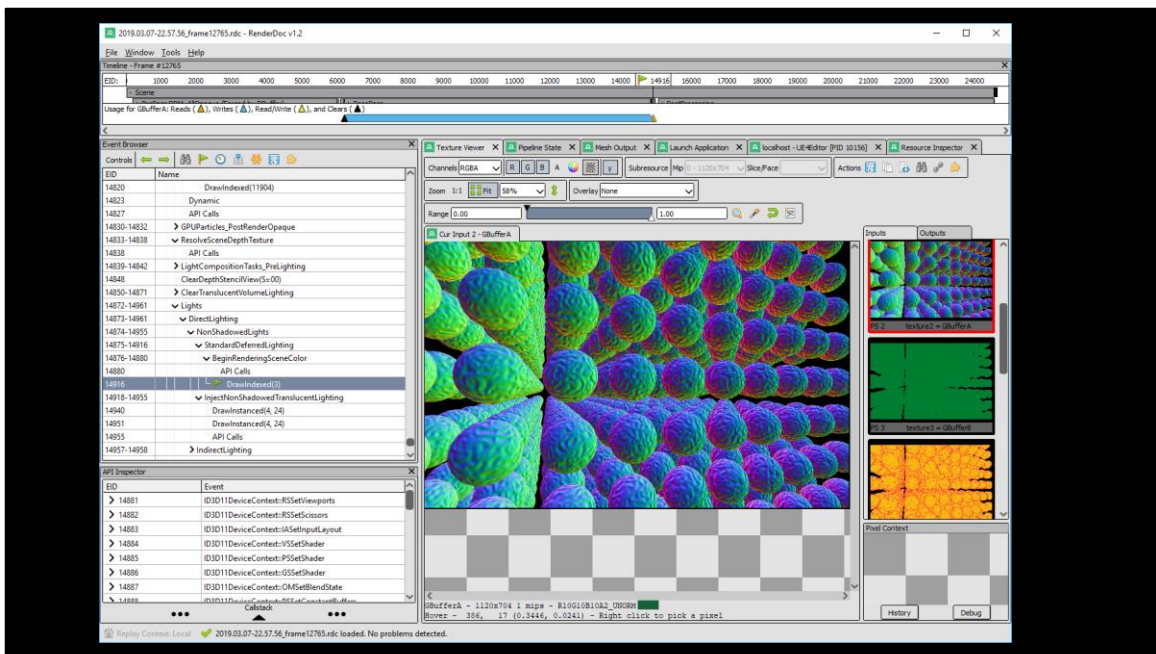 2019.03.07-22.57.56_frame12765.rdc - RenderDoc v1.2
File Window Tools Help
Timeline - Frame #12765
EID: 1000 2000 3000 4000 5000 6000 7000 8000 9000 10000 11000 12000 13000 14000 14916 16000 17000 18000 19000 20000 21000 22000 23000 24000
- Scene
Usage for GBufferA: Reads ( ), Writes ( ), Read/Write ( ), and Clears ( )
Event Browser
Controls
EID Name
14820 DrawIndexed(11904)
14823 Dynamic
14827 API Calls
14830-14832 GPUParticles_PostRenderOpaque
14833-14838 ResolveSceneDepthTexture
14838 API Calls
14839-14842 LightCompositionTasks_PreLighting
14848 ClearDepthStencilView(S=00)
14850-14871 ClearTranslucentVolumeLighting
14872-14961 Lights
14873-14961 DirectLighting
14874-14955 NonShadowedLights
14875-14916 StandardDeferredLighting
14876-14880 BeginRenderingSceneColor
14880 API Calls
14916 DrawIndexed(3)
14918-14955 InjectNonShadowedTranslucentLighting
14940 DrawInstanced(4, 24)
14951 DrawInstanced(4, 24)
14955 API Calls
14957-14958 IndirectLighting
API Inspector
EID Event
14881 ID3D11DeviceContext::RSSetViewports
14882 ID3D11DeviceContext::RSSetScissors
14883 ID3D11DeviceContext::IASetInputLayout
14884 ID3D11DeviceContext::VSSetShader
14885 ID3D11DeviceContext::PSSetShader
14886 ID3D11DeviceContext::GSSetShader
14887 ID3D11DeviceContext::OMSetBlendState
14888 ID3D11DeviceContext::PSSetConstantBuffers
Callstack
Texture Viewer X Pipeline State X Mesh Output X Launch Application X localhost - UE4Editor [PID 10156] X Resource Inspector X
Channels RGBA R G B A γ Subresource Mip 0 - 1120x704 Slice/Face Actions
Zoom 1:1 Fit 58% Overlay None
Range 0.00 1.00
Cur Input 2 - GBufferA
Inputs Outputs
PS 2 texture2 = GBufferA
PS 3 texture3 = GBufferB
Pixel Context
History Debug
GBufferA - 1120x704 1 mips - R10G10B10A2_UNORM
Hover - 386, 17 (0.3446, 0.0241) - Right click to pick a pixel
Replay Context: Local 2019.03.07-22.57.56_frame12765.rdc loaded. No problems detected.